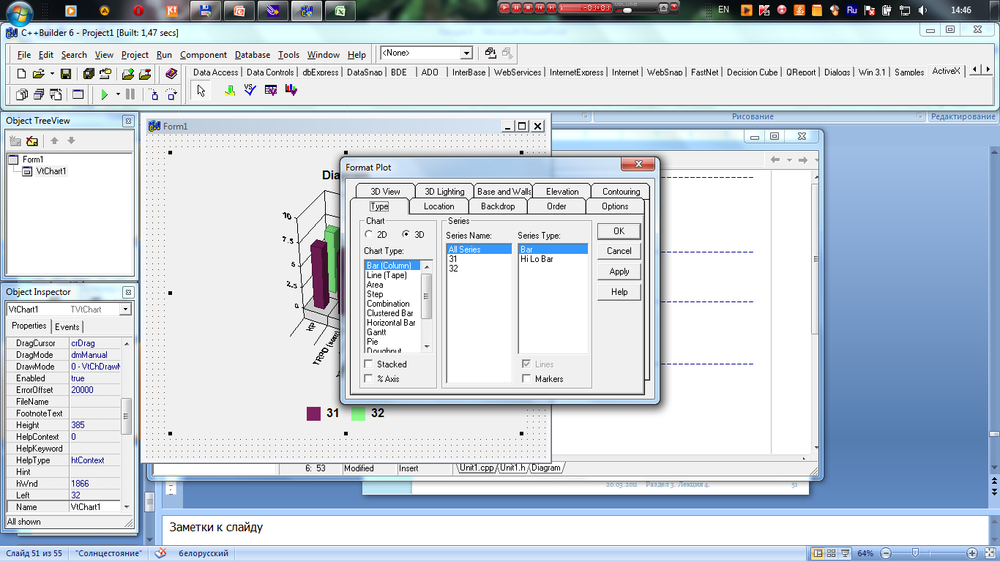 KT
VOLUME
-03:03
EN
Ru
14:46
C++Builder 6 - Project1 [Built: 1,47 secs]
File Edit Search View Project Run Component Database Tools Window Help
<None>
Data Access Data Controls dbExpress DataSnap BDE ADO InterBase WebServices InternetExpress Internet WebSnap FastNet Decision Cube QReport Dialogs Win 3.1 Samples ActiveX
Рисование
Редактирование
Object TreeView
Form1
VtChart1
Object Inspector
VtChart1 TVtChart
Properties Events
DragCursor crDrag
DragMode dmManual
DrawMode 0 - VtChDrawM
Enabled true
ErrorOffset 20000
FileName
FootnoteText
Height 385
HelpContext 0
HelpKeyword
HelpType htContext
Hint
hWnd 1866
Left 32
Name VtChart1
All shown
Form1
10
7.5
5
2.5
0
KP
31 32
Format Plot
3D View 3D Lighting Base and Walls Elevation Contouring
Type Location Backdrop Order Options
Chart
2D 3D
Chart Type:
Bar (Column)
Line (Tape)
Area
Step
Combination
Clustered Bar
Horizontal Bar
Gantt
Pie
Doughnut
Stacked
% Axis
Series
Series Name:
All Series
31
32
Series Type:
Bar
Hi Lo Bar
Lines
Markers
OK
Cancel
Apply
Help
6: 53 Modified Insert Unit1.cpp Unit1.h Diagram
20.03.2011 Раздел 3. Лекция 4. 51
Заметки к слайду
Слайд 51 из 55 "Солнцестояние" белорусский 64%